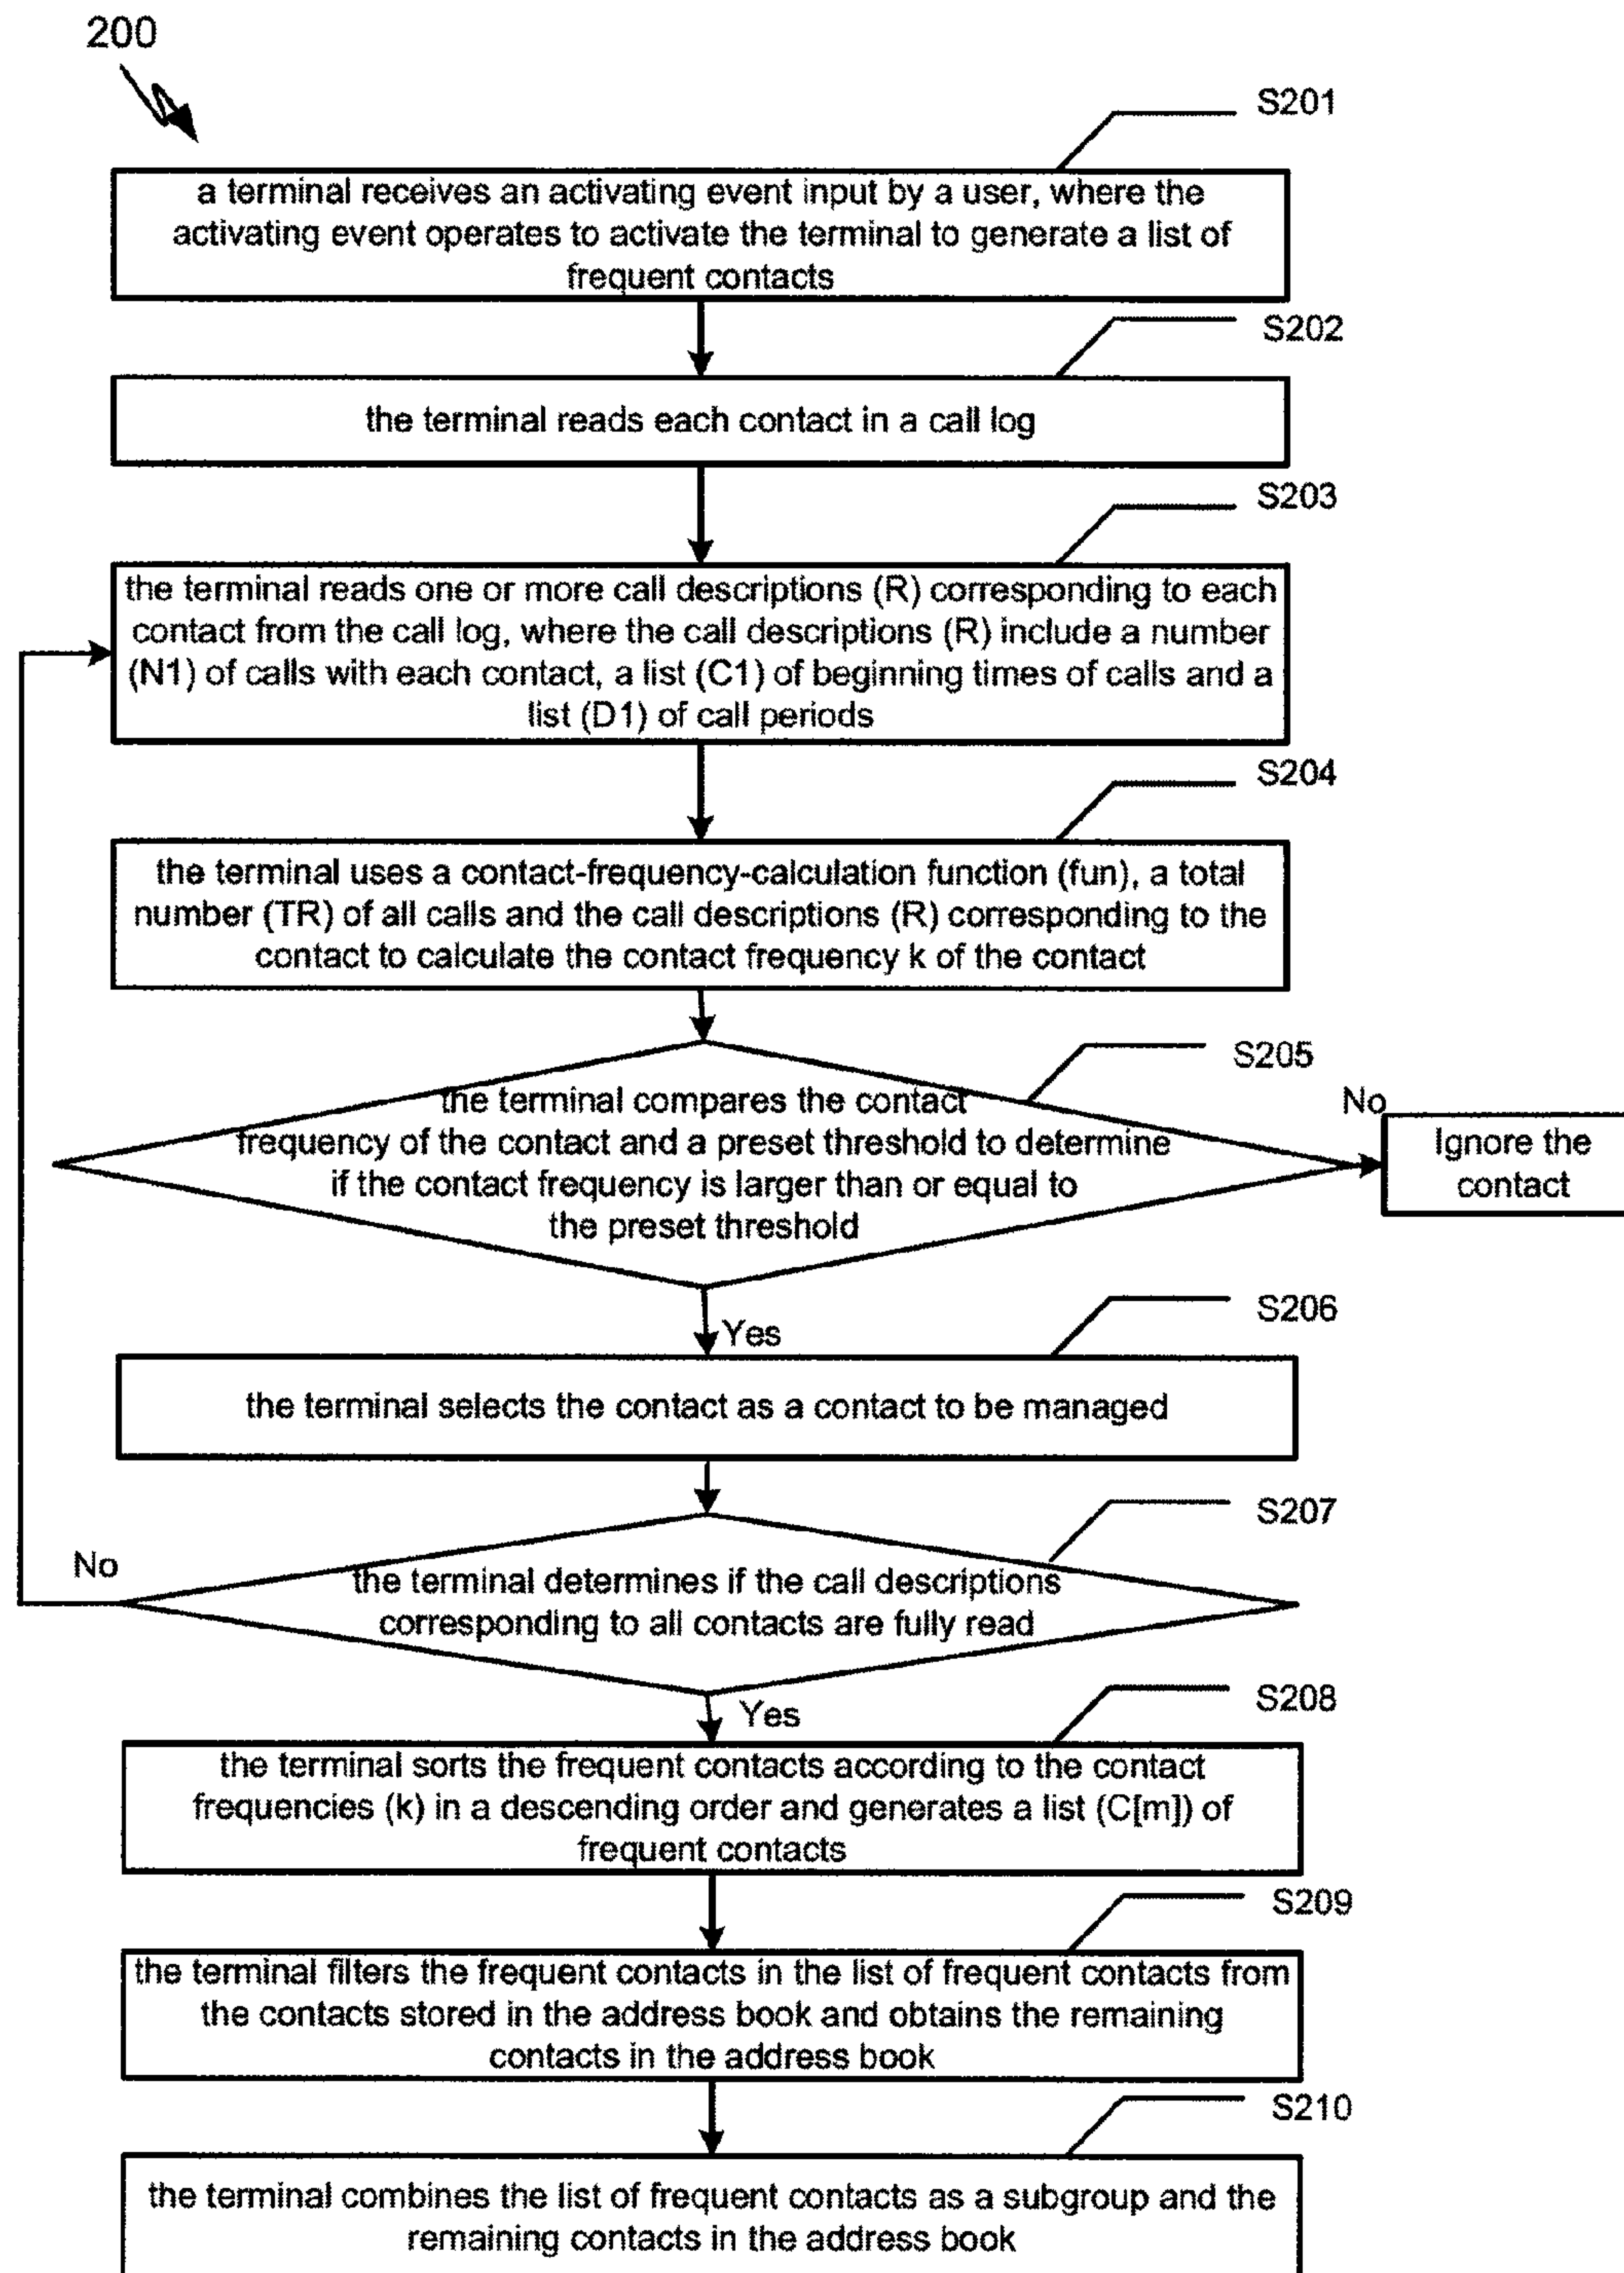 200
S201
a terminal receives an activating event input by a user, where the
activating event operates to activate the terminal to generate a list of
frequent contacts
S202
the terminal reads each contact in a call log
S203
the terminal reads one or more call descriptions (R) corresponding to each
contact from the call log, where the call descriptions (R) include a number
(N1) of calls with each contact, a list (C1) of beginning times of calls and a
list (D1) of call periods
S204
the terminal uses a contact-frequency-calculation function (fun), a total
number (TR) of all calls and the call descriptions (R) corresponding to the
contact to calculate the contact frequency k of the contact
S205
the terminal compares the contact
frequency of the contact and a preset threshold to determine
if the contact frequency is larger than or equal to
the preset threshold
No
Ignore the
contact
Yes
S206
the terminal selects the contact as a contact to be managed
S207
No
the terminal determines if the call descriptions
corresponding to all contacts are fully read
Yes
S208
the terminal sorts the frequent contacts according to the contact
frequencies (k) in a descending order and generates a list (C[m]) of
frequent contacts
S209
the terminal filters the frequent contacts in the list of frequent contacts from
the contacts stored in the address book and obtains the remaining
contacts in the address book
S210
the terminal combines the list of frequent contacts as a subgroup and the
remaining contacts in the address book